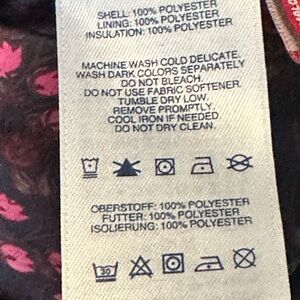 SHELL: 100% POLYESTER
LINING: 100% POLYESTER
INSULATION: 100% POLYESTER
MACHINE WASH COLD DELICATE.
WASH DARK COLORS SEPARATELY
DO NOT BLEACH.
DO NOT USE FABRIC SOFTENER
TUMBLE DRY LOW.
REMOVE PROMPTLY.
COOL IRON IF NEEDED.
DO NOT DRY CLEAN.
OBERSTOFF: 100% POLYESTER
FUTTER: 100% POLYESTER
ISOLIERUNG: 100% POLYESTER
30